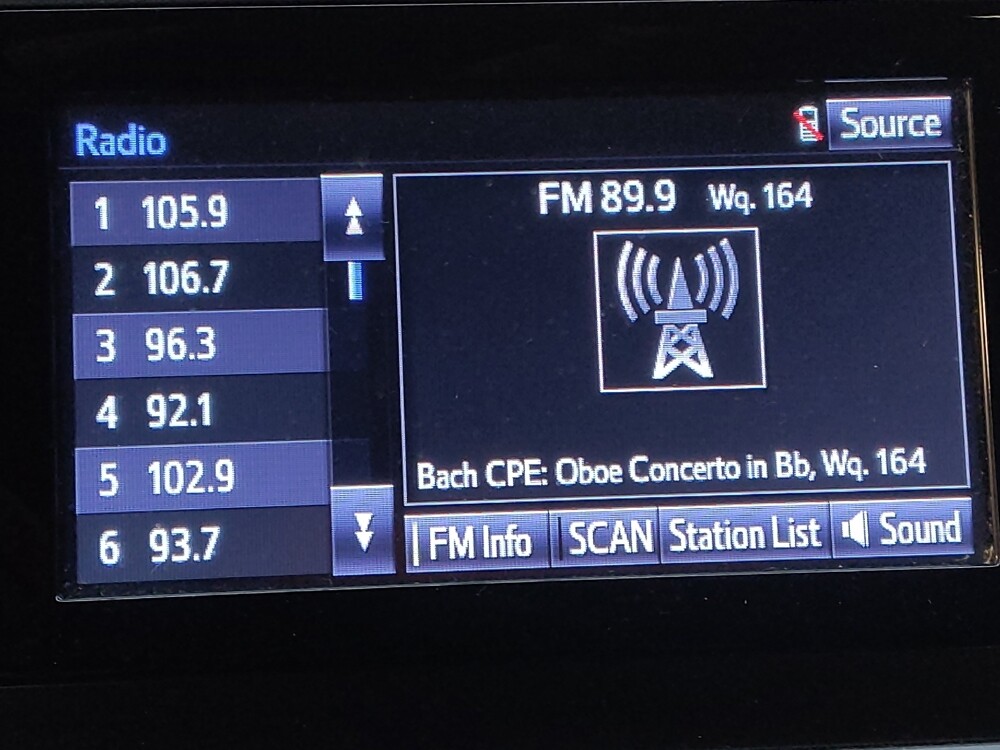 Radio
Source
1 105.9
2 106.7
3 96.3
4 92.1
5 102.9
6 93.7
FM 89.9 Wq. 164
Bach CPE: Oboe Concerto in Bb, Wq. 164
FM Info
SCAN
Station List
Sound